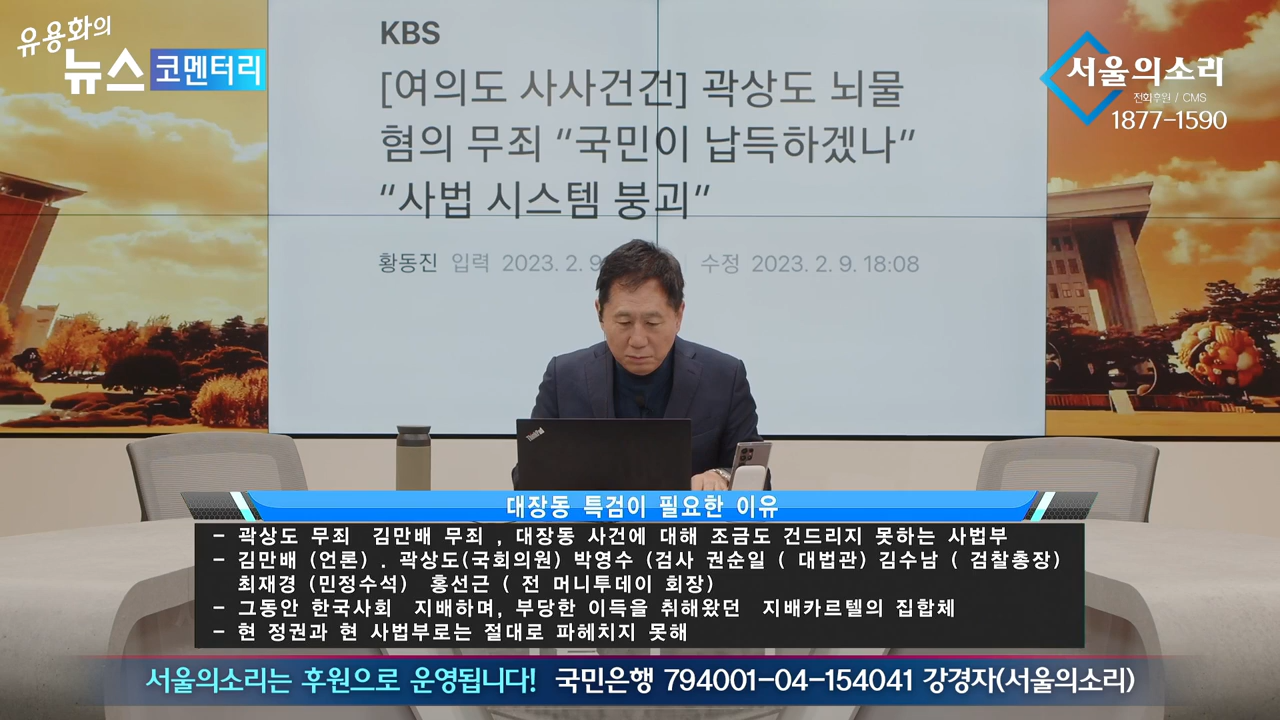 유용화의
뉴스 코멘터리
KBS
[여의도 사사건건] 곽상도 뇌물
혐의 무죄 “국민이 납득하겠나”
“사법 시스템 붕괴”
황동진 입력 2023. 2. 9 수정 2023. 2. 9. 18:08
서울의소리
전화후원 / CMS
1877-1590
ThinkPad
대장동 특검이 필요한 이유
- 곽상도 무죄 김만배 무죄 , 대장동 사건에 대해 조금도 건드리지 못하는 사법부
- 김만배 (언론) . 곽상도(국회의원) 박영수 (검사 권순일 ( 대법관) 김수남 ( 검찰총장)
최재경 (민정수석) 홍선근 ( 전 머니투데이 회장)
- 그동안 한국사회 지배하며, 부당한 이득을 취해왔던 지배카르텔의 집합체
- 현 정권과 현 사법부로는 절대로 파헤치지 못해
서울의소리는 후원으로 운영됩니다! 국민은행 794001-04-154041 강경자(서울의소리)